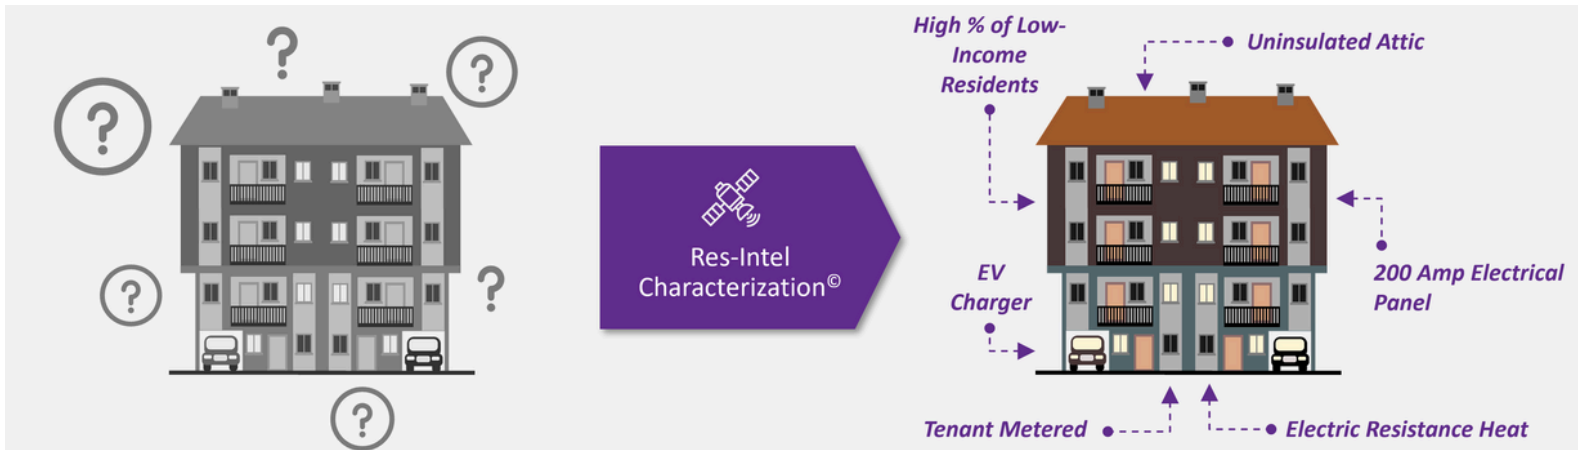 ?
?
?
?
?
?
Res-Intel
Characterization©
High % of Low-
Income
Residents
Uninsulated Attic
EV
Charger
200 Amp Electrical
Panel
Tenant Metered
Electric Resistance Heat